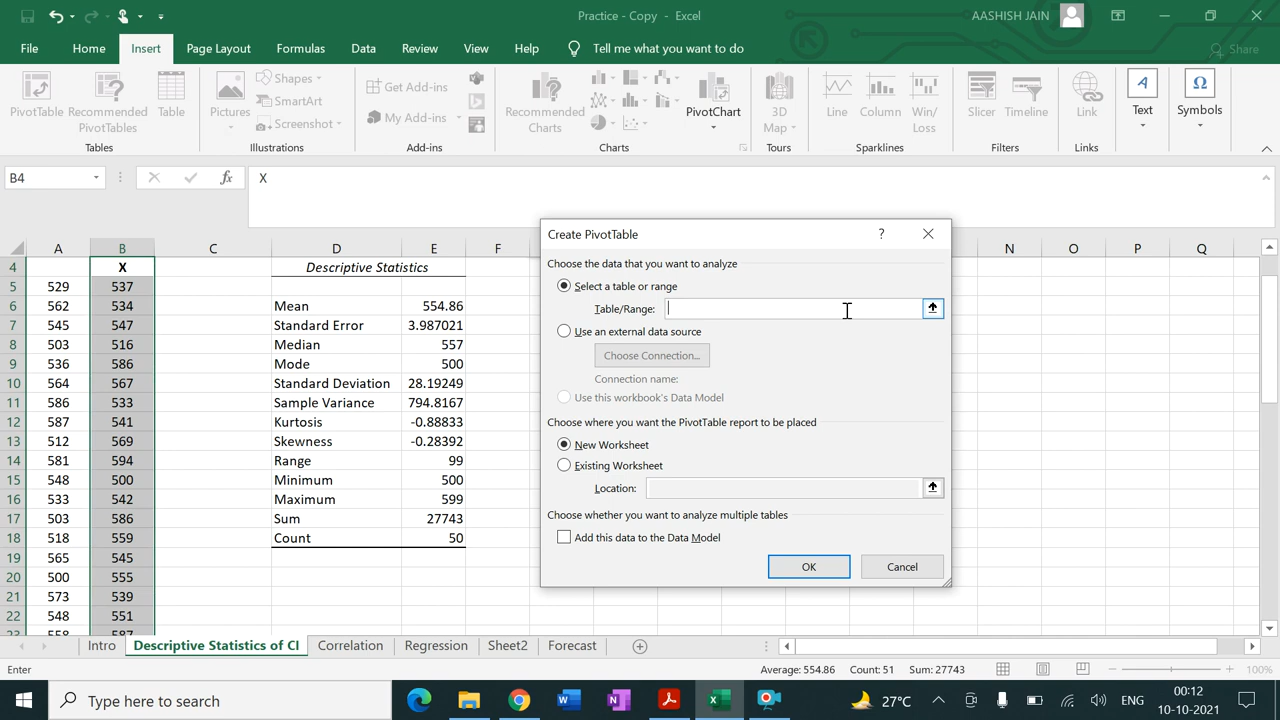 Practice - Copy - Excel
AASHISH JAIN
File Home Insert Page Layout Formulas Data Review View Help Tell me what you want to do Share
PivotTable
Recommended PivotTables
Table
Tables
Pictures
Shapes
SmartArt
Screenshot
Illustrations
Get Add-ins
My Add-ins
Add-ins
Recommended Charts
PivotChart
Charts
3D Map
Tours
Line
Column
Win/Loss
Sparklines
Slicer
Timeline
Filters
Link
Links
A
Text
Ω
Symbols
B4 fx X
A B C D E F N O P Q
4 X Descriptive Statistics
5 529 537
6 562 534 Mean 554.86
7 545 547 Standard Error 3.987021
8 503 516 Median 557
9 536 586 Mode 500
10 564 567 Standard Deviation 28.19249
11 586 533 Sample Variance 794.8167
12 586 541 Kurtosis -0.88833
13 512 569 Skewness -0.28392
14 581 594 Range 99
15 548 500 Minimum 500
16 533 542 Maximum 599
17 503 586 Sum 27743
18 518 559 Count 50
19 565 545
20 500 555
21 573 539
22 548 551
23 558 587
Create PivotTable ?
Choose the data that you want to analyze
Select a table or range
Table/Range:
Use an external data source
Choose Connection...
Connection name:
Use this workbook's Data Model
Choose where you want the PivotTable report to be placed
New Worksheet
Existing Worksheet
Location:
Choose whether you want to analyze multiple tables
Add this data to the Data Model
OK Cancel
Intro Descriptive Statistics of CI Correlation Regression Sheet2 Forecast
Enter Average: 554.86 Count: 51 Sum: 27743 100%
Type here to search 27°C ENG 00:12
10-10-2021